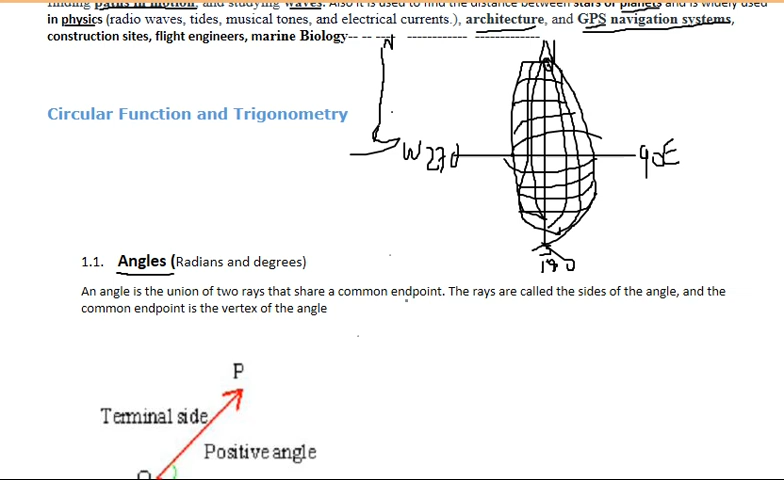 in physics (radio waves, tides, musical tones, and electrical currents.), architecture, and GPS navigation systems,
construction sites, flight engineers, marine Biology-- -- --- ------------ -------------
N
N
Circular Function and Trigonometry
W 270
90E
180
1.1. Angles (Radians and degrees)
An angle is the union of two rays that share a common endpoint. The rays are called the sides of the angle, and the
common endpoint is the vertex of the angle
P
Terminal side
Positive angle